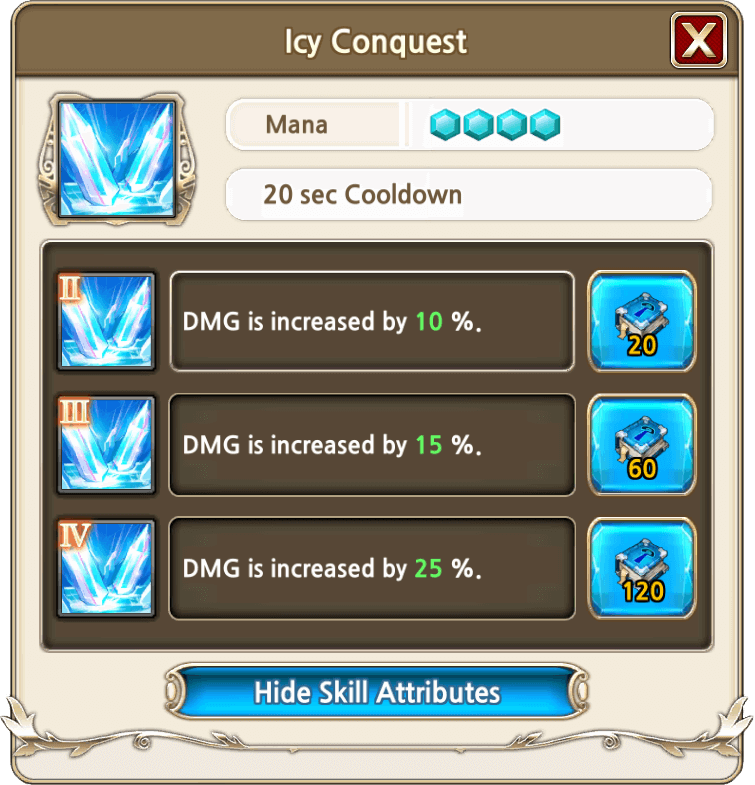 Icy Conquest
X
Mana
20 sec Cooldown
II
DMG is increased by 10 %.
20
III
DMG is increased by 15 %.
60
IV
DMG is increased by 25 %.
120
Hide Skill Attributes